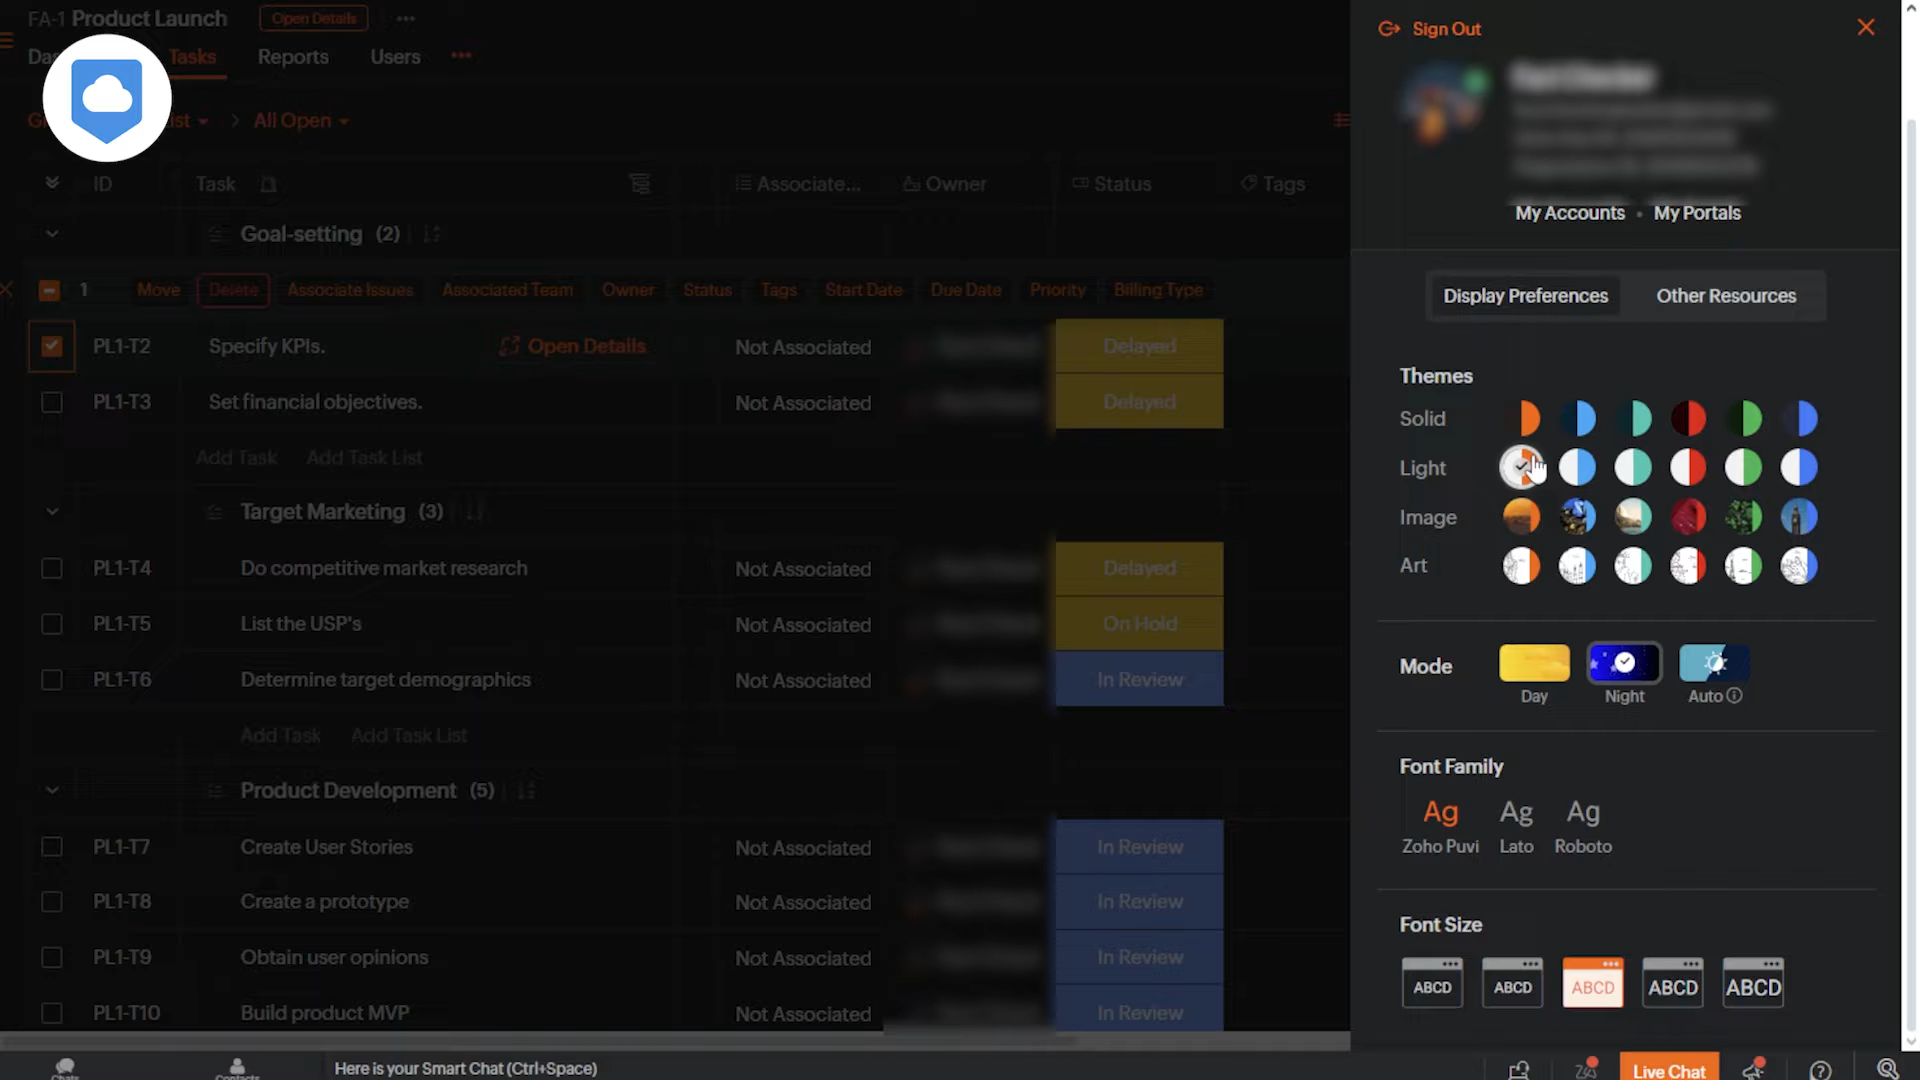 FA-1 Product Launch
Open Details
Tasks
Reports
Users
All Open
ID
Task
Associate...
Owner
Status
Tags
Goal-setting (2)
1
Move
Delete
Associate Issues
Associated Team
Owner
Status
Tags
Start Date
Due Date
Priority
Billing Type
PL1-T2
Specify KPIs.
Open Details
Not Associated
Delayed
PL1-T3
Set financial objectives.
Not Associated
Delayed
Add Task
Add Task List
Target Marketing (3)
PL1-T4
Do competitive market research
Not Associated
Delayed
PL1-T5
List the USP's
Not Associated
On Hold
PL1-T6
Determine target demographics
Not Associated
In Review
Add Task
Add Task List
Product Development (5)
PL1-T7
Create User Stories
Not Associated
In Review
PL1-T8
Create a prototype
Not Associated
In Review
PL1-T9
Obtain user opinions
Not Associated
In Review
PL1-T10
Build product MVP
Not Associated
In Review
Chats
Contacts
Here is your Smart Chat (Ctrl+Space)
Sign Out
My Accounts • My Portals
Display Preferences
Other Resources
Themes
Solid
Light
Image
Art
Mode
Day
Night
Auto
Font Family
Ag
Ag
Ag
Zoho Puvi
Lato
Roboto
Font Size
ABCD
ABCD
ABCD
ABCD
ABCD
Live Chat